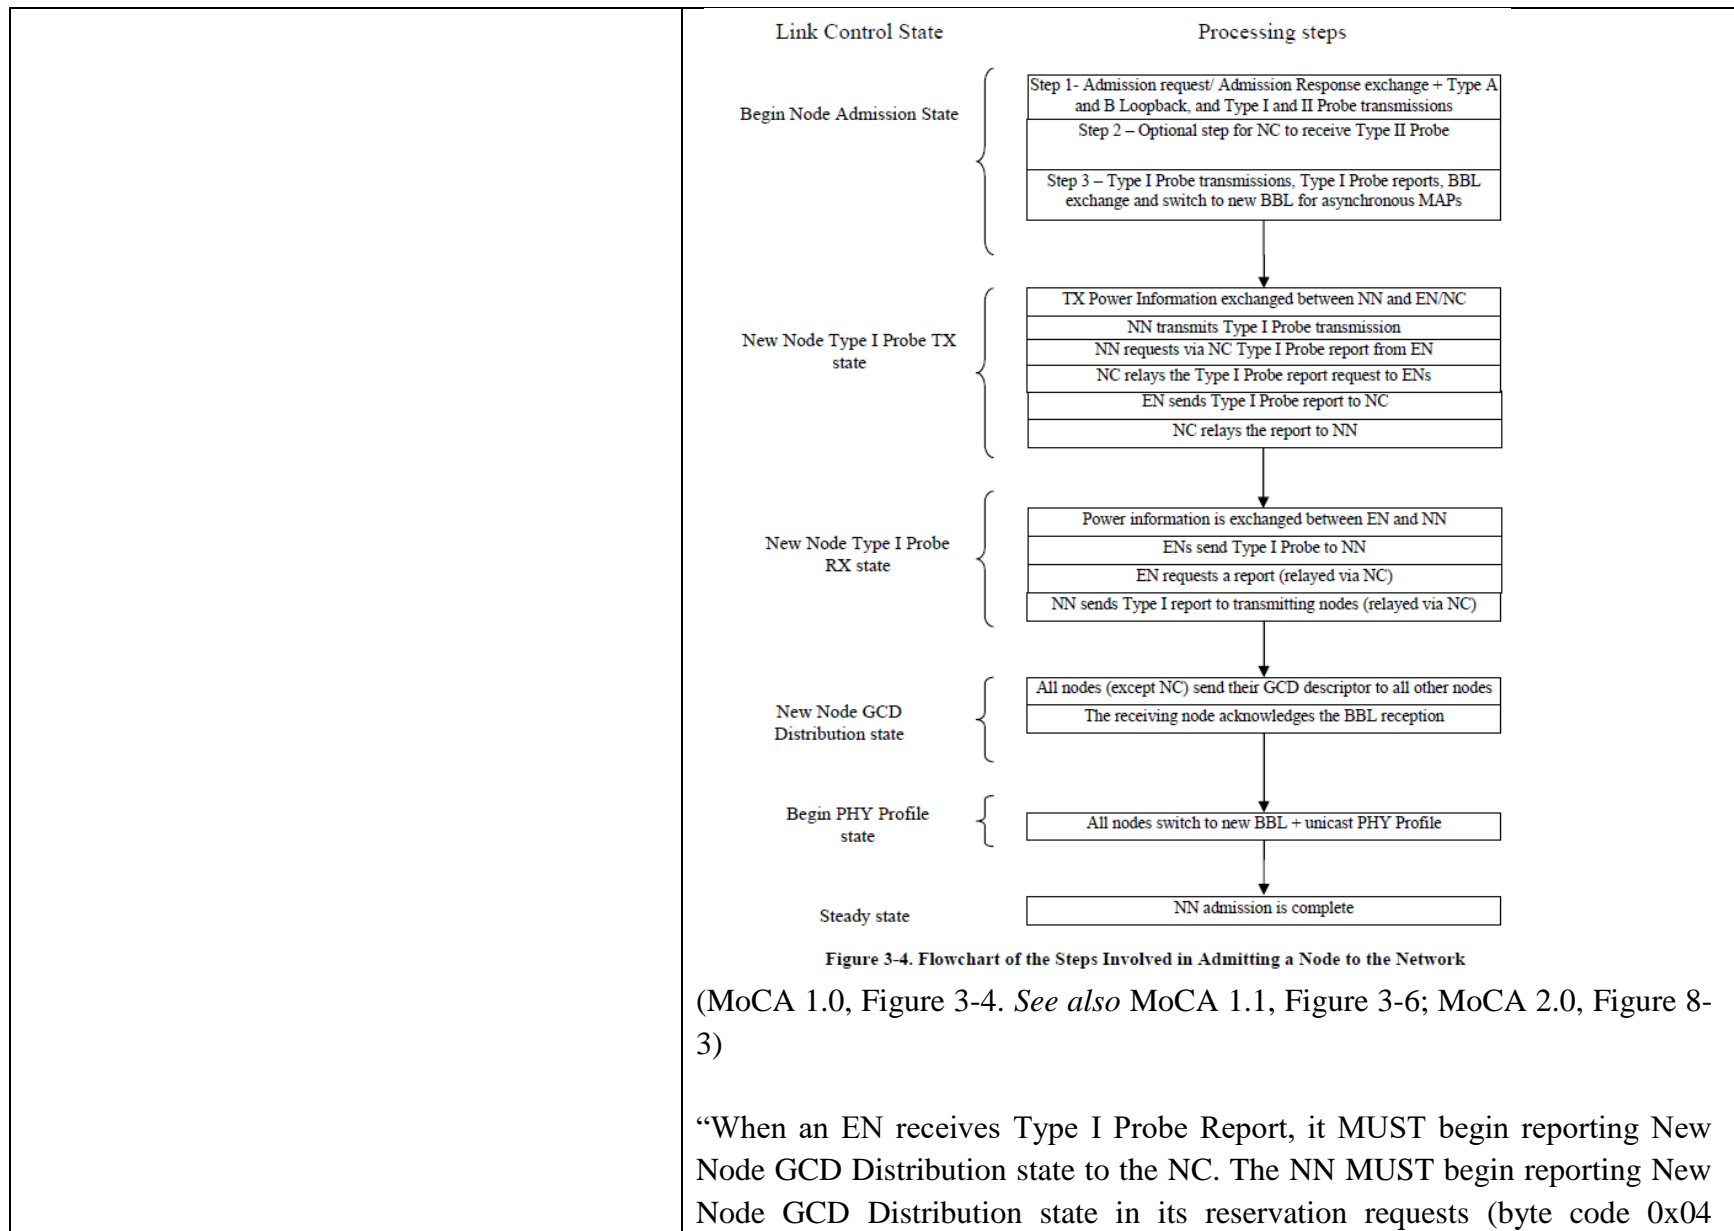 Link Control State
Processing steps
Begin Node Admission State
Step 1- Admission request/ Admission Response exchange + Type A
and B Loopback, and Type I and II Probe transmissions
Step 2 – Optional step for NC to receive Type II Probe
Step 3 – Type I Probe transmissions, Type I Probe reports, BBL
exchange and switch to new BBL for asynchronous MAPs
New Node Type I Probe TX
state
TX Power Information exchanged between NN and EN/NC
NN transmits Type I Probe transmission
NN requests via NC Type I Probe report from EN
NC relays the Type I Probe report request to ENs
EN sends Type I Probe report to NC
NC relays the report to NN
New Node Type I Probe
RX state
Power information is exchanged between EN and NN
ENs send Type I Probe to NN
EN requests a report (relayed via NC)
NN sends Type I report to transmitting nodes (relayed via NC)
New Node GCD
Distribution state
All nodes (except NC) send their GCD descriptor to all other nodes
The receiving node acknowledges the BBL reception
Begin PHY Profile
state
All nodes switch to new BBL + unicast PHY Profile
Steady state
NN admission is complete
Figure 3-4. Flowchart of the Steps Involved in Admitting a Node to the Network
(MoCA 1.0, Figure 3-4. See also MoCA 1.1, Figure 3-6; MoCA 2.0, Figure 8-
3)
“When an EN receives Type I Probe Report, it MUST begin reporting New
Node GCD Distribution state to the NC. The NN MUST begin reporting New
Node GCD Distribution state in its reservation requests (byte code 0x04